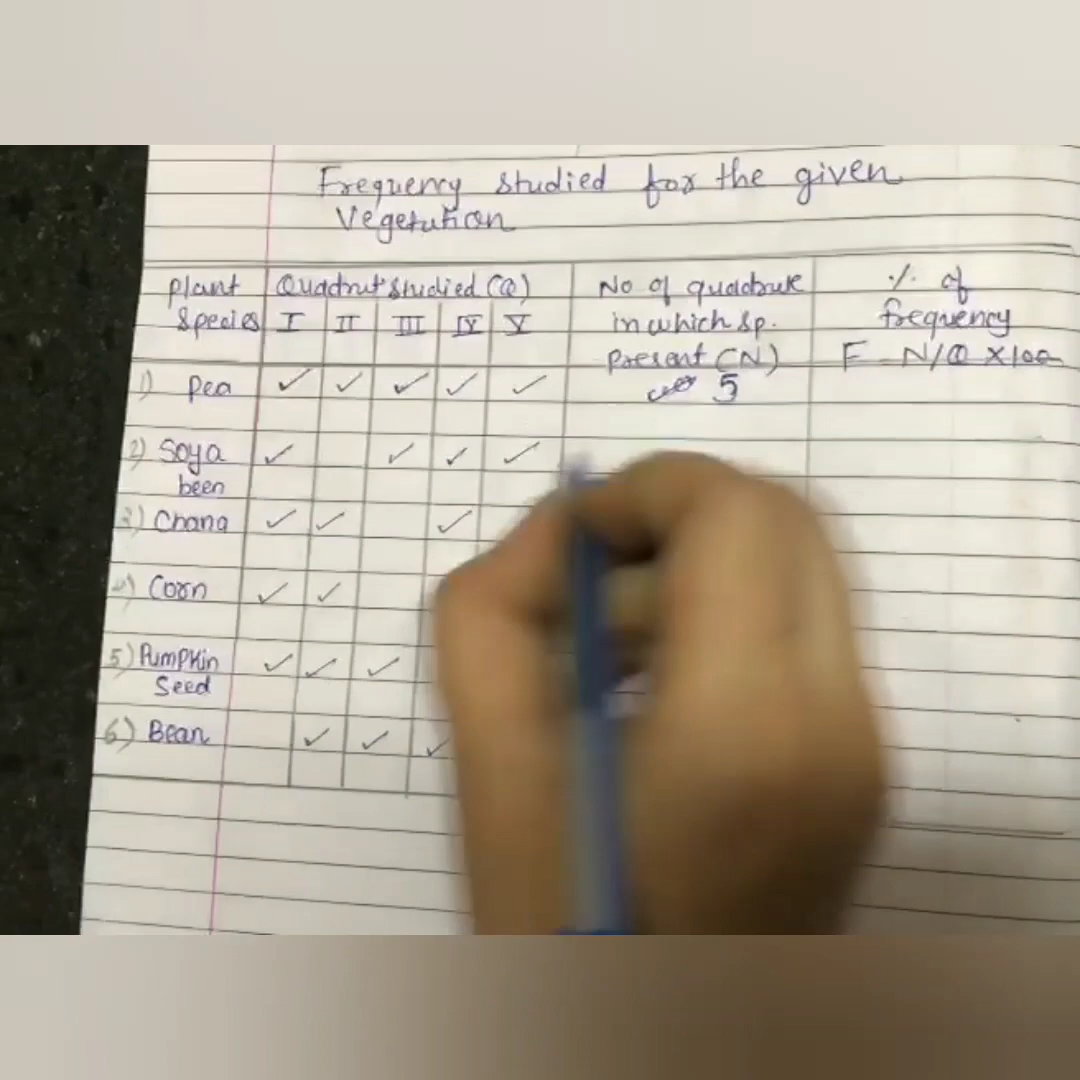 Frequency studied for the given
Vegetation
Plant Quadrat studied (Q) No of quadrate % of
Species I II III IV V in which sp. frequency
Present (N) F N/Q X100
1) Pea ✓ ✓ ✓ ✓ ✓ 5
2) Soya ✓ ✓ ✓ ✓
been
3) Chana ✓ ✓ ✓
4) Corn ✓ ✓
5) Pumpkin ✓ ✓ ✓
Seed
6) Bean ✓ ✓ ✓